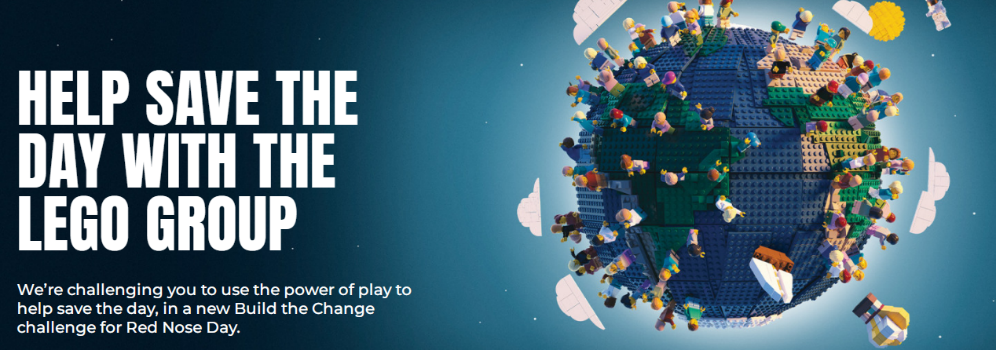 HELP SAVE THE
DAY WITH THE
LEGO GROUP
We're challenging you to use the power of play to
help save the day, in a new Build the Change
challenge for Red Nose Day.